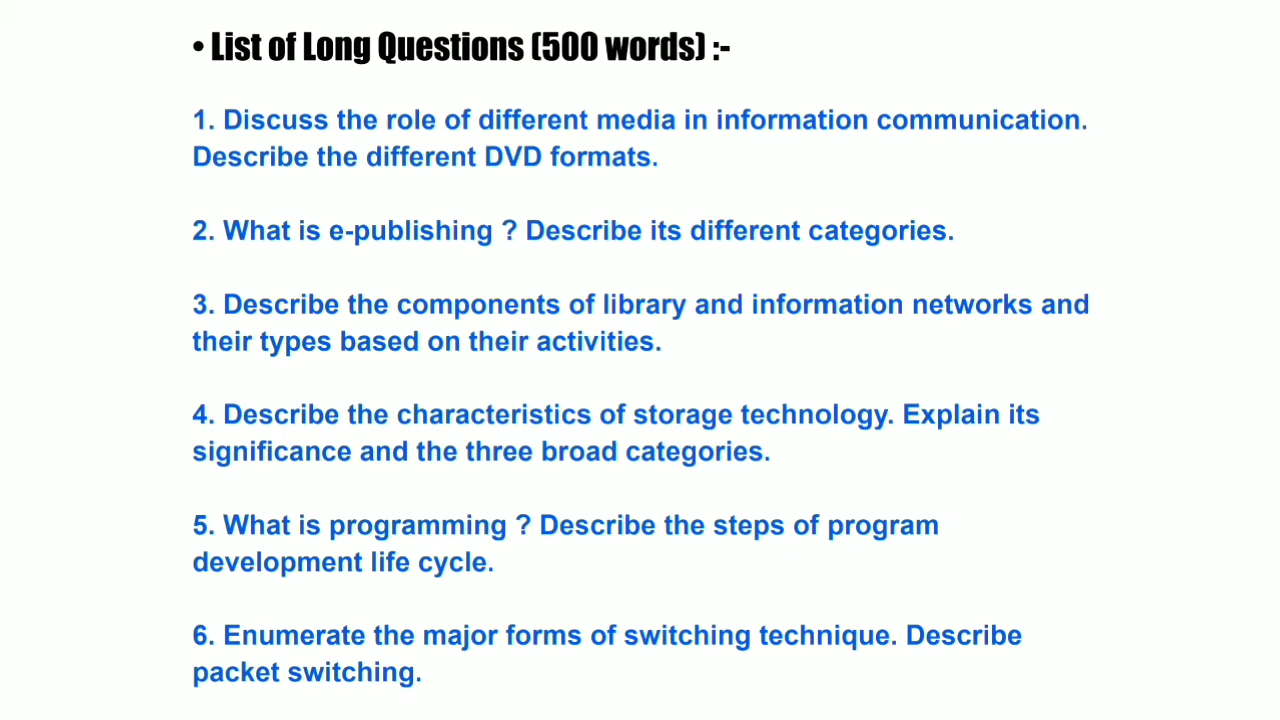 • List of Long Questions (500 words) :-
1. Discuss the role of different media in information communication.
Describe the different DVD formats.
2. What is e-publishing ? Describe its different categories.
3. Describe the components of library and information networks and
their types based on their activities.
4. Describe the characteristics of storage technology. Explain its
significance and the three broad categories.
5. What is programming ? Describe the steps of program
development life cycle.
6. Enumerate the major forms of switching technique. Describe
packet switching.